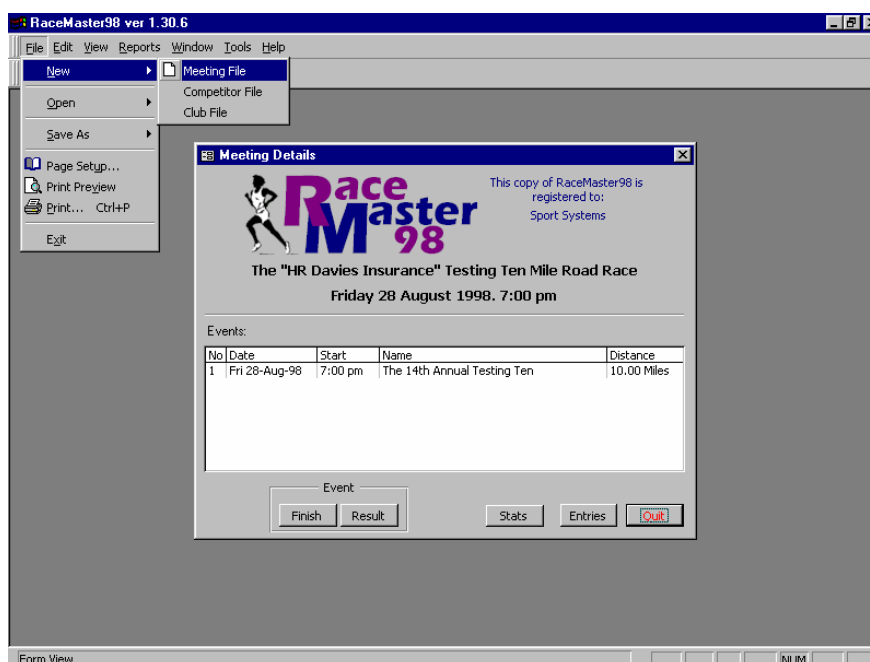 RaceMaster98 ver 1.30.6
File Edit View Reports Window Tools Help
New
Open
Save As
Page Setup...
Print Preview
Print... Ctrl+P
Exit
Meeting File
Competitor File
Club File
Meeting Details
Race
Master
98
This copy of RaceMaster98 is
registered to:
Sport Systems
The "HR Davies Insurance" Testing Ten Mile Road Race
Friday 28 August 1998. 7:00 pm
Events:
No Date Start Name Distance
1 Fri 28-Aug-98 7:00 pm The 14th Annual Testing Ten 10.00 Miles
Event
Finish Result Stats Entries Quit
Form View NUM